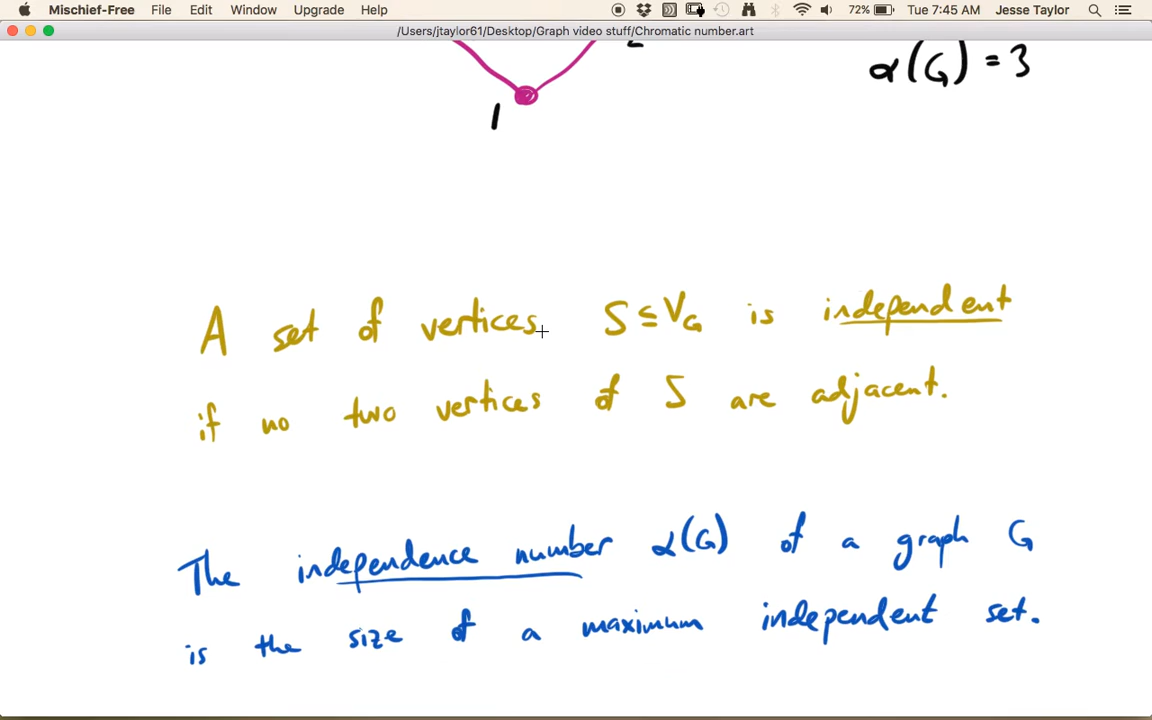 Mischief-Free File Edit Window Upgrade Help 72% Tue 7:45 AM Jesse Taylor
/Users/jtaylor61/Desktop/Graph video stuff/Chromatic number.art
α(G) = 3
1
A set of vertices S ⊆ V_G is independent
if no two vertices of S are adjacent.
The independence number α(G) of a graph G
is the size of a maximum independent set.